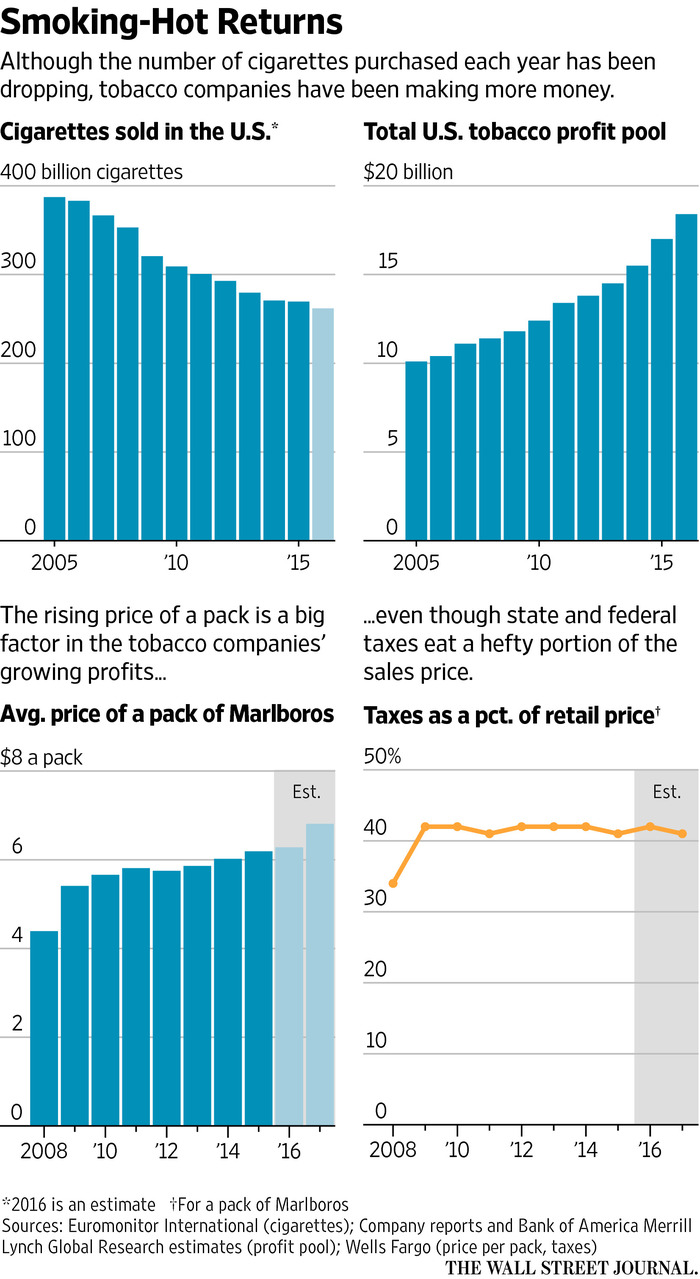 Smoking-Hot Returns
Although the number of cigarettes purchased each year has been
dropping, tobacco companies have been making more money.
Cigarettes sold in the U.S.*
400 billion cigarettes
300
200
100
0
2005
'10
'15
Total U.S. tobacco profit pool
$20 billion
15
10
5
0
2005
'10
'15
The rising price of a pack is a big
factor in the tobacco companies'
growing profits...
Avg. price of a pack of Marlboros
$8 a pack
Est.
6
4
2
0
2008
'10
'12
'14
'16
...even though state and federal
taxes eat a hefty portion of the
sales price.
Taxes as a pct. of retail price†
50%
Est.
40
30
20
10
0
2008
'10
'12
'14
'16
*2016 is an estimate †For a pack of Marlboros
Sources: Euromonitor International (cigarettes); Company reports and Bank of America Merrill
Lynch Global Research estimates (profit pool); Wells Fargo (price per pack, taxes)
THE WALL STREET JOURNAL.